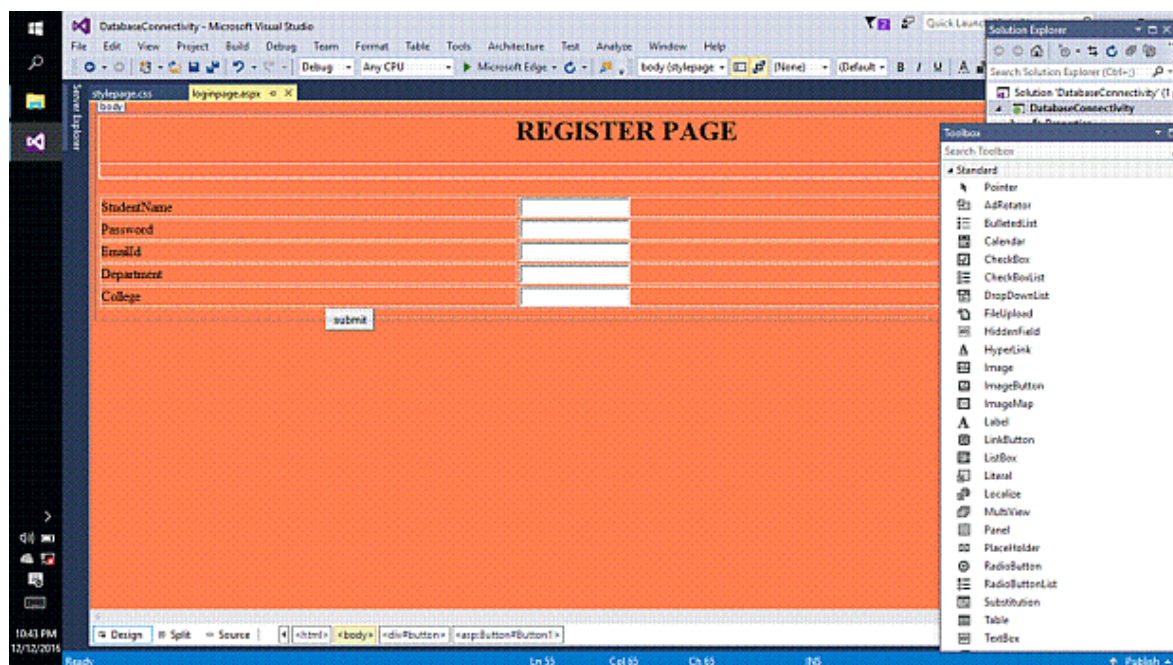 DatabaseConnectivity - Microsoft Visual Studio
Quick Launc
File Edit View Project Build Debug Team Format Table Tools Architecture Test Analyze Window Help
Debug Any CPU Microsoft Edge body (stylepage (None) (Default B I U A
Solution Explorer
Search Solution Explorer (Ctrl+;)
Solution 'DatabaseConnectivity' (1
DatabaseConnectivity
Properties
Server Explorer
stylepage.css loginpage.aspx
body
REGISTER PAGE
StudentName
Password
EmailId
Department
College
submit
Toolbox
Search Toolbox
Standard
Pointer
AdRotator
BulletedList
Calendar
CheckBox
CheckBoxList
DropDownList
FileUpload
HiddenField
HyperLink
Image
ImageButton
ImageMap
Label
LinkButton
ListBox
Literal
Localize
MultiView
Panel
PlaceHolder
RadioButton
RadioButtonList
Substitution
Table
TextBox
Design Split Source <html> <body> <div#button> <asp:Button#Button1>
Ready Ln 55 Col 65 Ch 65 INS Publish
10:43 PM
12/12/2016